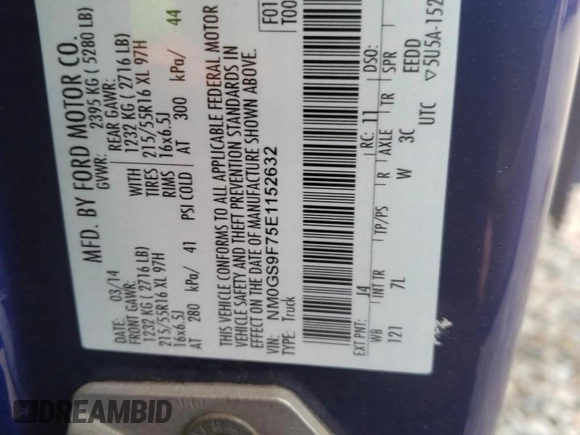 MFD. BY FORD MOTOR CO.
DATE: 03/14 GVWR: 2395 KG ( 5280 LB)
FRONT GAWR: REAR GAWR:
1232 KG ( 2716 LB) WITH 1232 KG ( 2716 LB)
215/55R16 XL 97H TIRES 215/55R16 XL 97H
16x6.5J RIMS 16x6.5J
AT 280 kPa/ 41 PSI COLD AT 300 kPa/ 44
THIS VEHICLE CONFORMS TO ALL APPLICABLE FEDERAL MOTOR
VEHICLE SAFETY AND THEFT PREVENTION STANDARDS IN
EFFECT ON THE DATE OF MANUFACTURE SHOWN ABOVE.
VIN: NM0GS9F75E1152632
TYPE: Truck
F01
T00
EXT PNT: J4 RC: 11 DSO:
WB INT TR TP/PS R AXLE TR SPR
121 7L W 3C EEDD
UTC ▽5U5A-152
DREAMBID